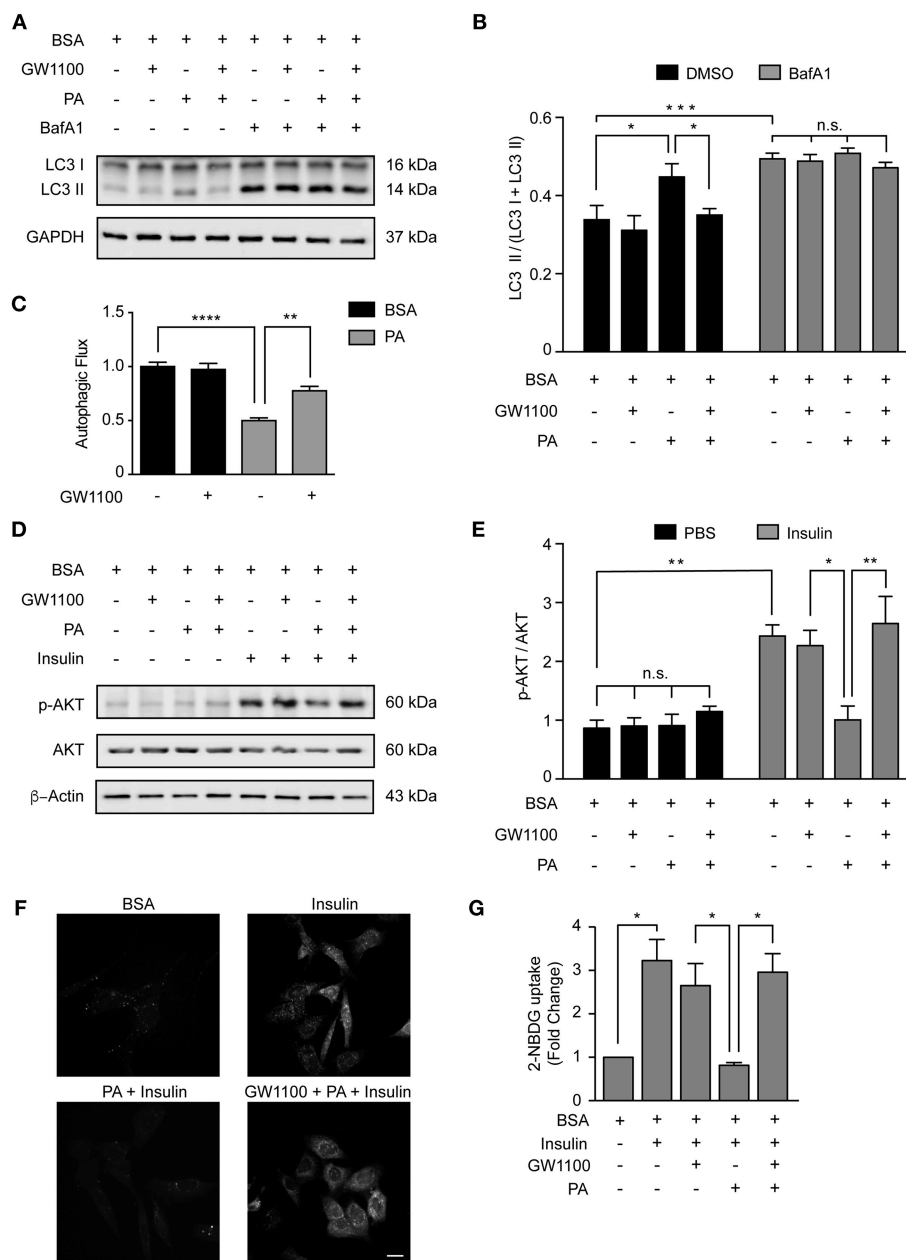 A
BSA + + + + + + + +
GW1100 - + - + - + - +
PA - - + + - - + +
BafA1 - - - - + + + +
LC3 I 16 kDa
LC3 II 14 kDa
GAPDH 37 kDa
B
DMSO BafA1
LC3 II / (LC3 I + LC3 II)
0.6
0.4
0.2
0
* * *
* *
n.s.
BSA + + + + + + + +
GW1100 - + - + - + - +
PA - - + + - - + +
C
BSA
PA
Autophagic Flux
1.5
1.0
0.5
0
**** **
GW1100 - + - +
D
BSA + + + + + + + +
GW1100 - + - + - + - +
PA - - + + - - + +
Insulin - - - - + + + +
p-AKT 60 kDa
AKT 60 kDa
β–Actin 43 kDa
E
PBS Insulin
p-AKT / AKT
4
3
2
1
0
** * **
n.s.
BSA + + + + + + + +
GW1100 - + - + - + - +
PA - - + + - - + +
F
BSA Insulin
PA + Insulin GW1100 + PA + Insulin
G
2-NBDG uptake
(Fold Change)
4
3
2
1
0
* * *
BSA + + + + +
Insulin - + + + +
GW1100 - - + - +
PA - - - + +